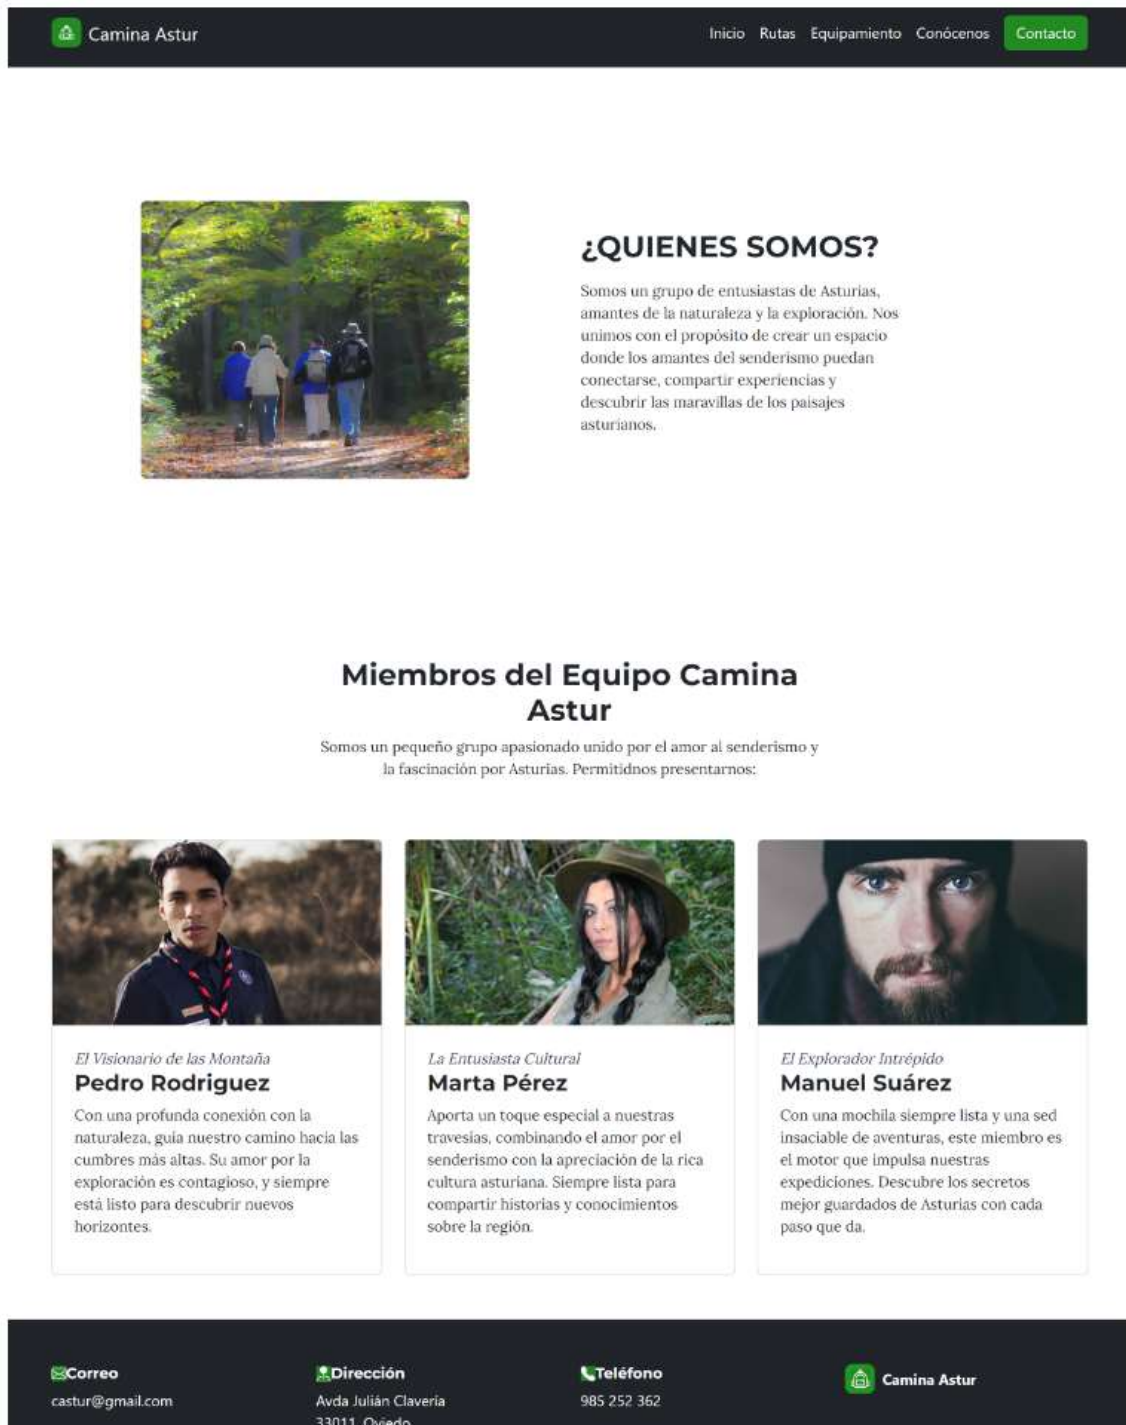 Camina Astur
Inicio Rutas Equipamiento Conócenos Contacto
¿QUIENES SOMOS?
Somos un grupo de entusiastas de Asturias,
amantes de la naturaleza y la exploración. Nos
unimos con el propósito de crear un espacio
donde los amantes del senderismo puedan
conectarse, compartir experiencias y
descubrir las maravillas de los paisajes
asturianos.
Miembros del Equipo Camina
Astur
Somos un pequeño grupo apasionado unido por el amor al senderismo y
la fascinación por Asturias. Permitidnos presentarnos:
El Visionario de las Montaña
Pedro Rodriguez
Con una profunda conexión con la
naturaleza, guía nuestro camino hacia las
cumbres más altas. Su amor por la
exploración es contagioso, y siempre
está listo para descubrir nuevos
horizontes.
La Entusiasta Cultural
Marta Pérez
Aporta un toque especial a nuestras
travesías, combinando el amor por el
senderismo con la apreciación de la rica
cultura asturiana. Siempre lista para
compartir historias y conocimientos
sobre la región.
El Explorador Intrépido
Manuel Suárez
Con una mochila siempre lista y una sed
insaciable de aventuras, este miembro es
el motor que impulsa nuestras
expediciones. Descubre los secretos
mejor guardados de Asturias con cada
paso que da.
Correo
castur@gmail.com
Dirección
Avda Julián Clavería
33011, Oviedo
Teléfono
985 252 362
Camina Astur